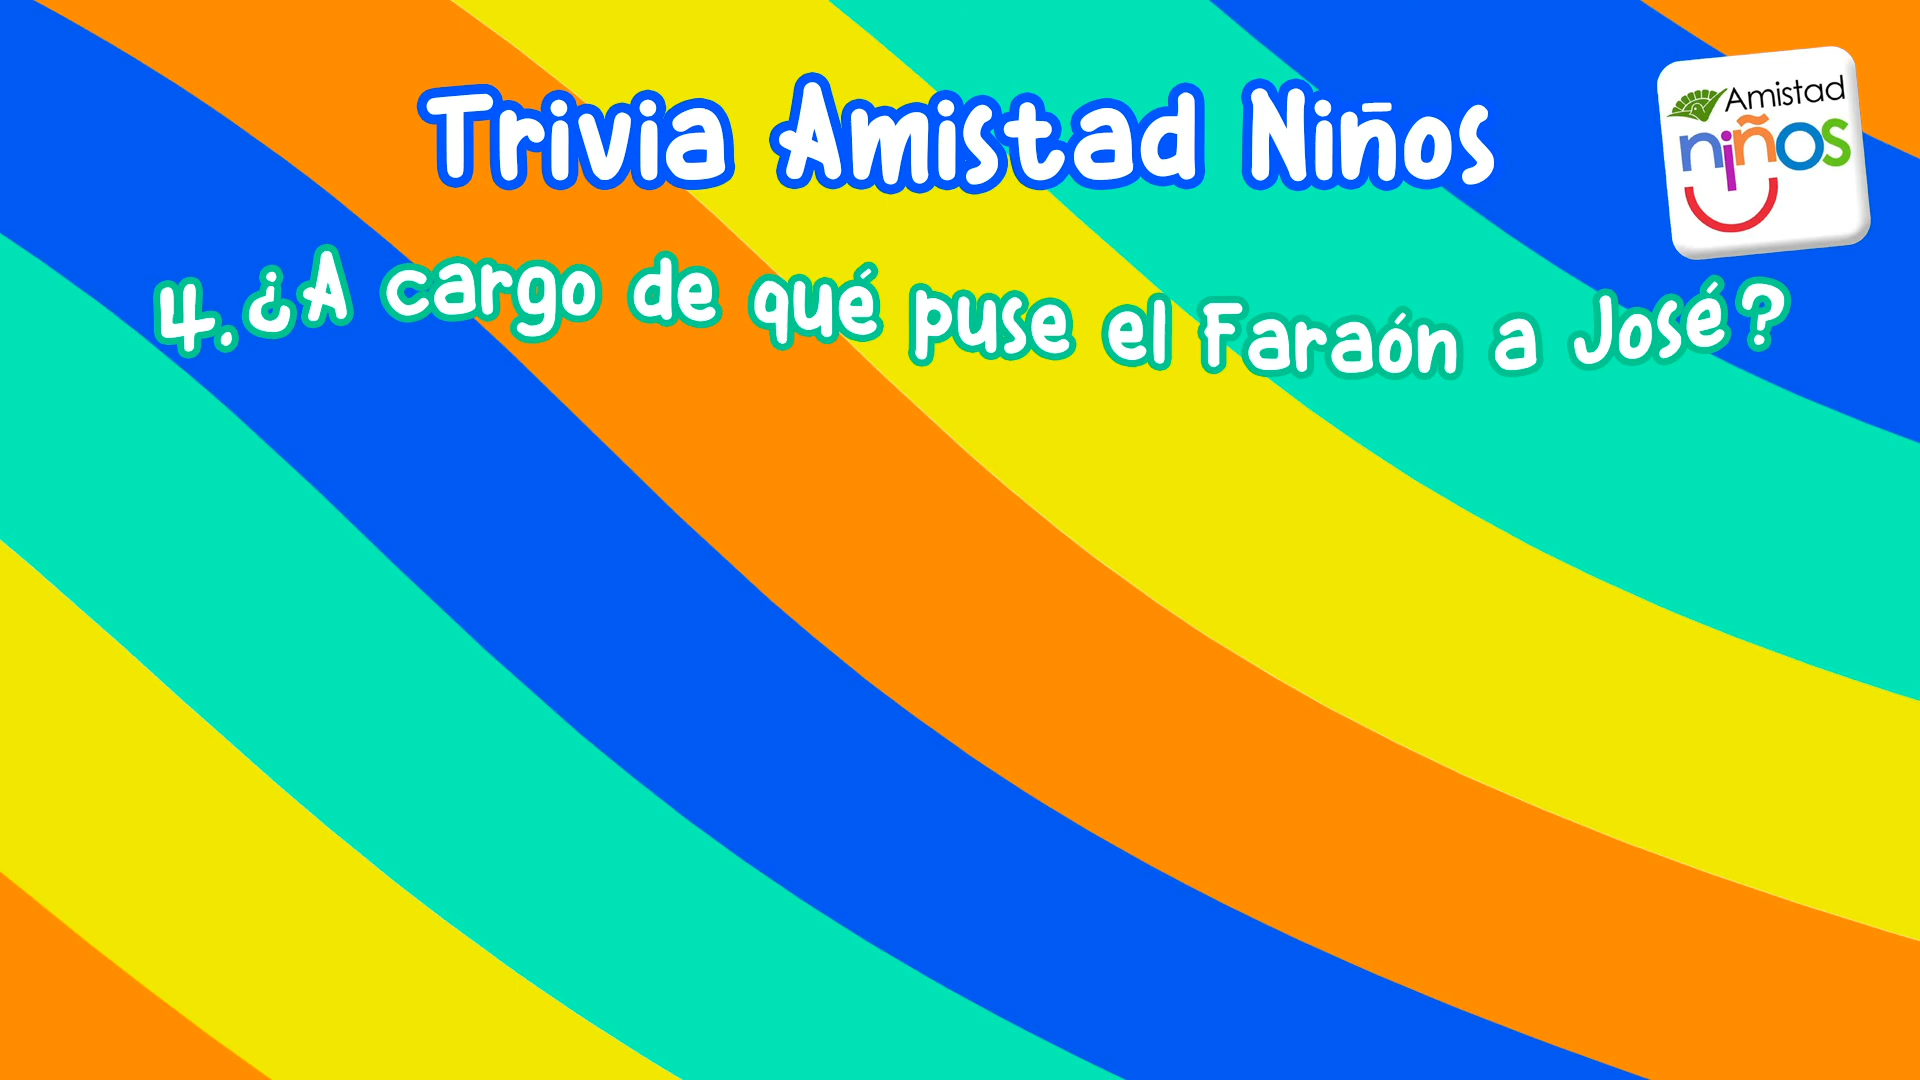 Trivia Amistad Niños
Amistad
niños
4. ¿A cargo de qué puse el Faraón a José?